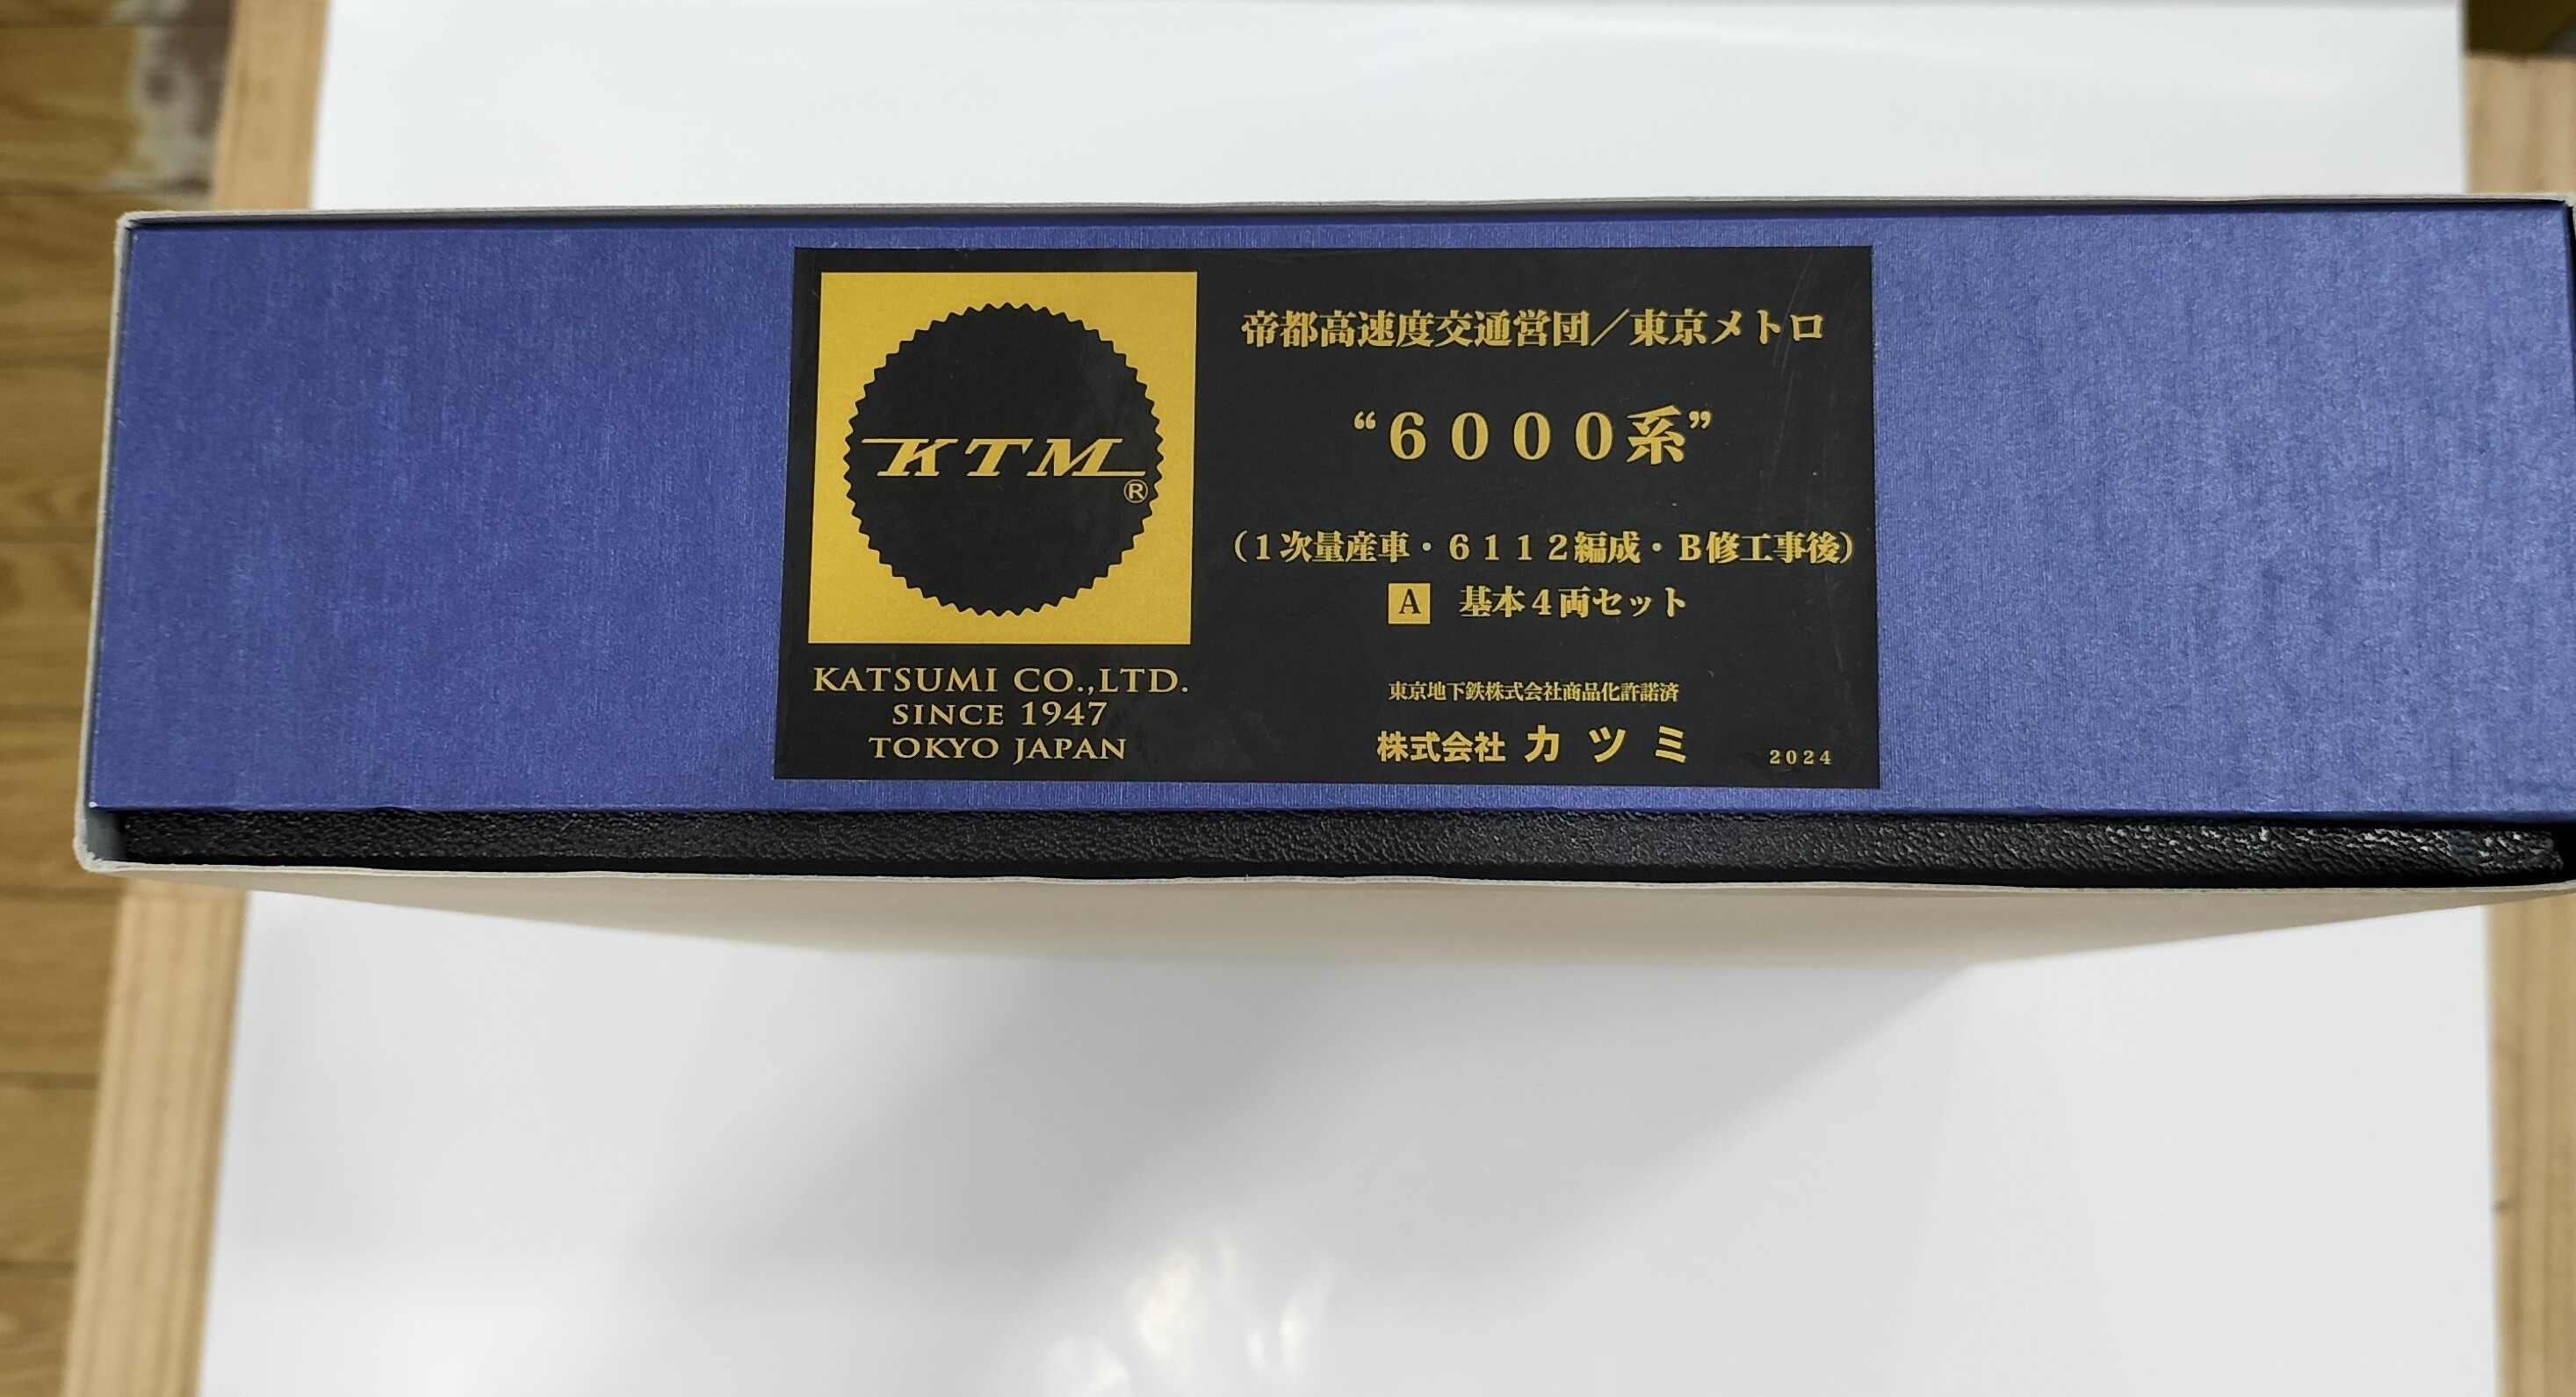 KTM®
KATSUMI CO.,LTD.
SINCE 1947
TOKYO JAPAN
帝都高速度交通営団／東京メトロ
“６０００系”
（１次量産車・６１１２編成・Ｂ修工事後）
A 基本４両セット
東京地下鉄株式会社商品化許諾済
株式会社 カツミ 2024